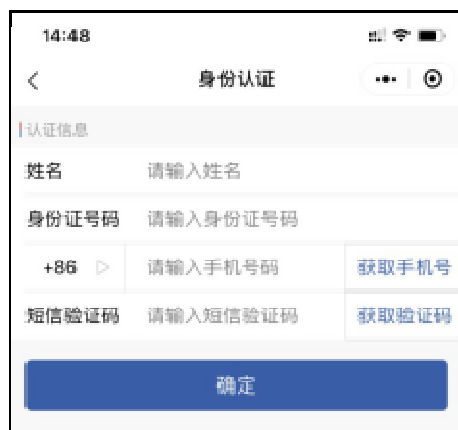 14:48
身份认证
认证信息
姓名 请输入姓名
身份证号码 请输入身份证号码
+86 请输入手机号码 获取手机号
短信验证码 请输入短信验证码 获取验证码
确定